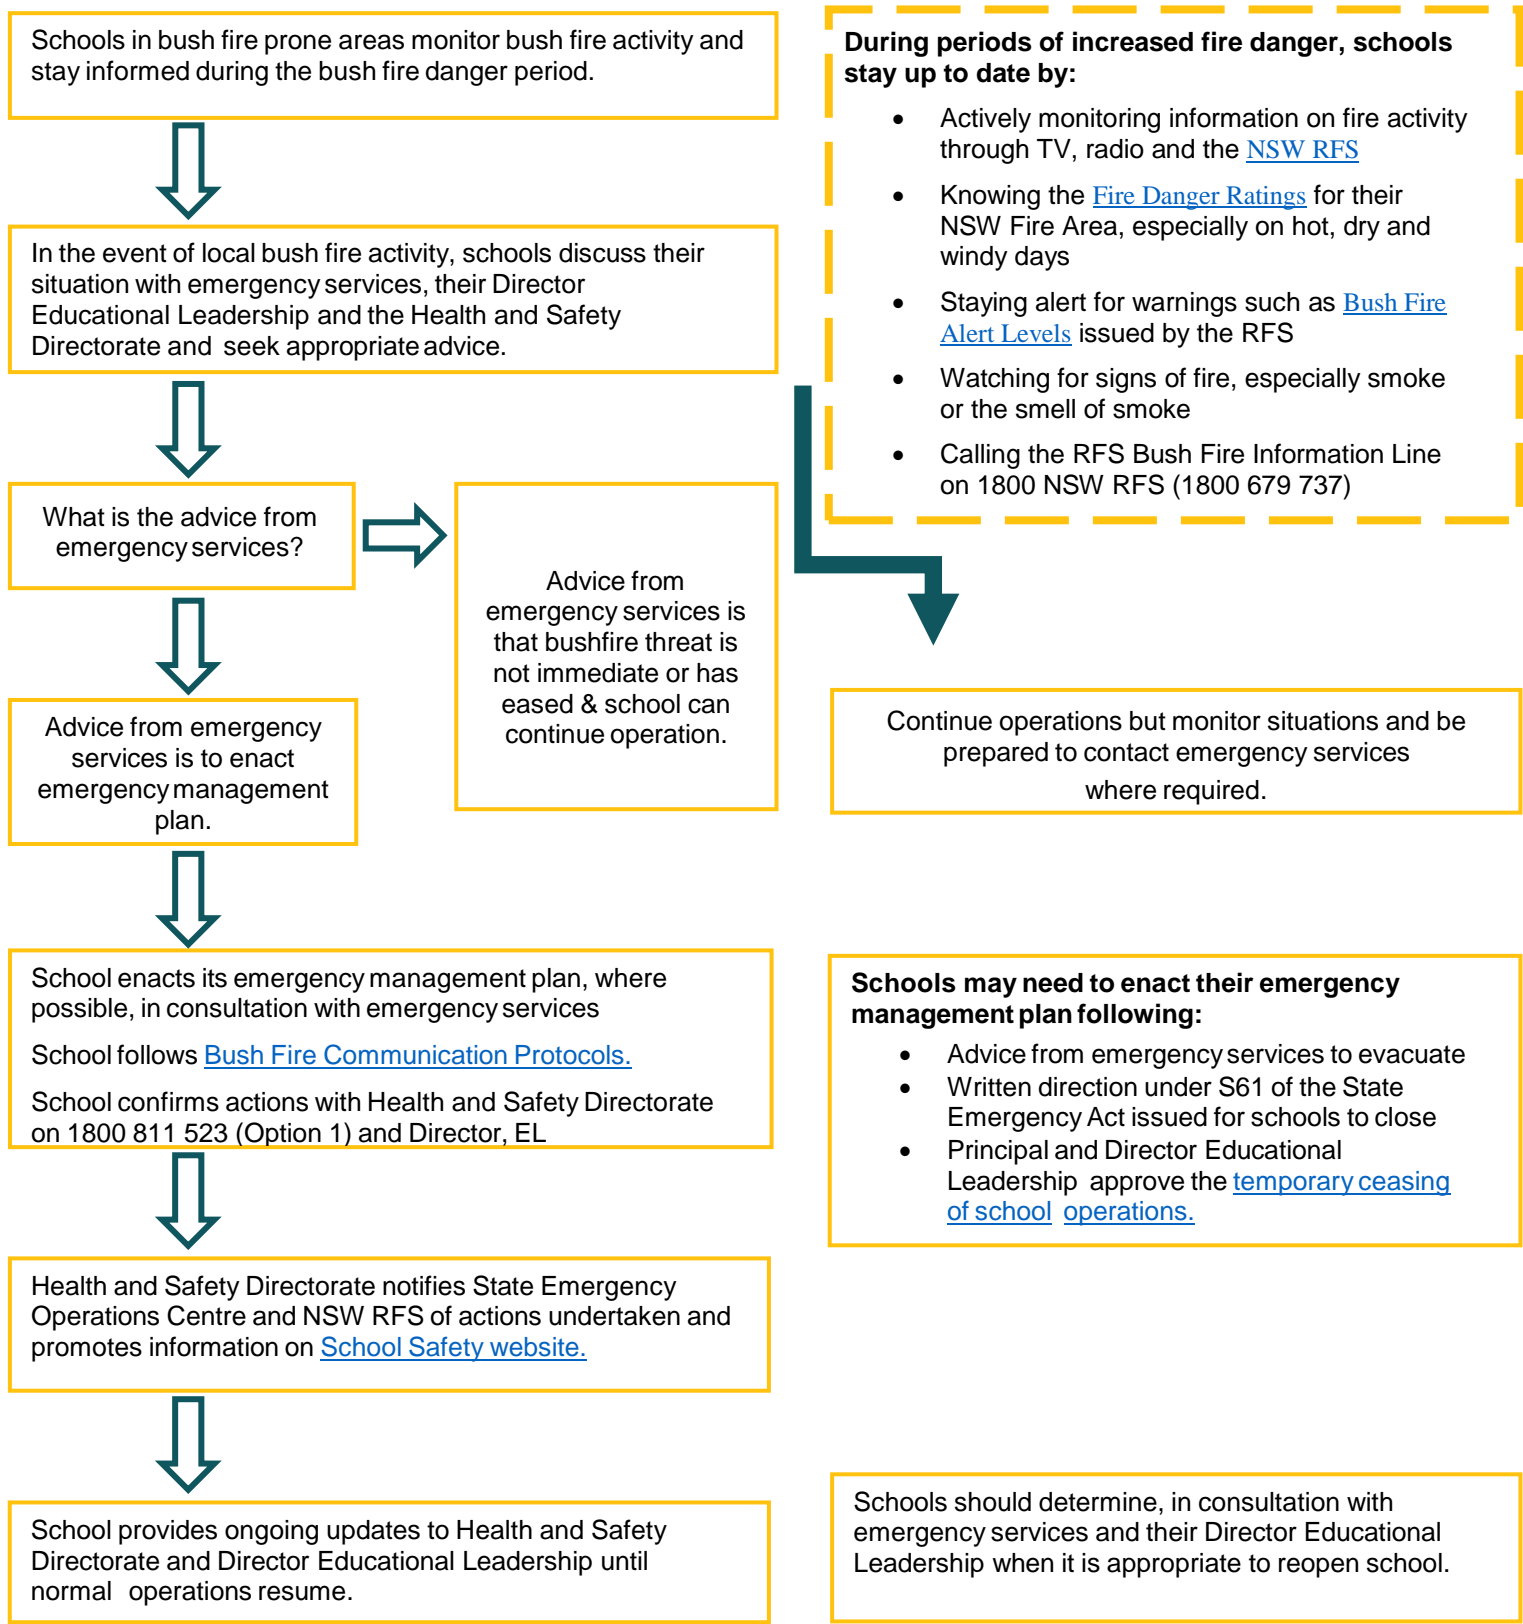 Schools in bush fire prone areas monitor bush fire activity and
stay informed during the bush fire danger period.
In the event of local bush fire activity, schools discuss their
situation with emergency services, their Director
Educational Leadership and the Health and Safety
Directorate and seek appropriate advice.
What is the advice from
emergency services?
Advice from
emergency services is
that bushfire threat is
not immediate or has
eased & school can
continue operation.
Advice from emergency
services is to enact
emergency management
plan.
School enacts its emergency management plan, where
possible, in consultation with emergency services
School follows Bush Fire Communication Protocols.
School confirms actions with Health and Safety Directorate
on 1800 811 523 (Option 1) and Director, EL
Health and Safety Directorate notifies State Emergency
Operations Centre and NSW RFS of actions undertaken and
promotes information on School Safety website.
School provides ongoing updates to Health and Safety
Directorate and Director Educational Leadership until
normal operations resume.
During periods of increased fire danger, schools
stay up to date by:
• Actively monitoring information on fire activity
through TV, radio and the NSW RFS
• Knowing the Fire Danger Ratings for their
NSW Fire Area, especially on hot, dry and
windy days
• Staying alert for warnings such as Bush Fire
Alert Levels issued by the RFS
• Watching for signs of fire, especially smoke
or the smell of smoke
• Calling the RFS Bush Fire Information Line
on 1800 NSW RFS (1800 679 737)
Continue operations but monitor situations and be
prepared to contact emergency services
where required.
Schools may need to enact their emergency
management plan following:
• Advice from emergency services to evacuate
• Written direction under S61 of the State
Emergency Act issued for schools to close
• Principal and Director Educational
Leadership approve the temporary ceasing
of school operations.
Schools should determine, in consultation with
emergency services and their Director Educational
Leadership when it is appropriate to reopen school.